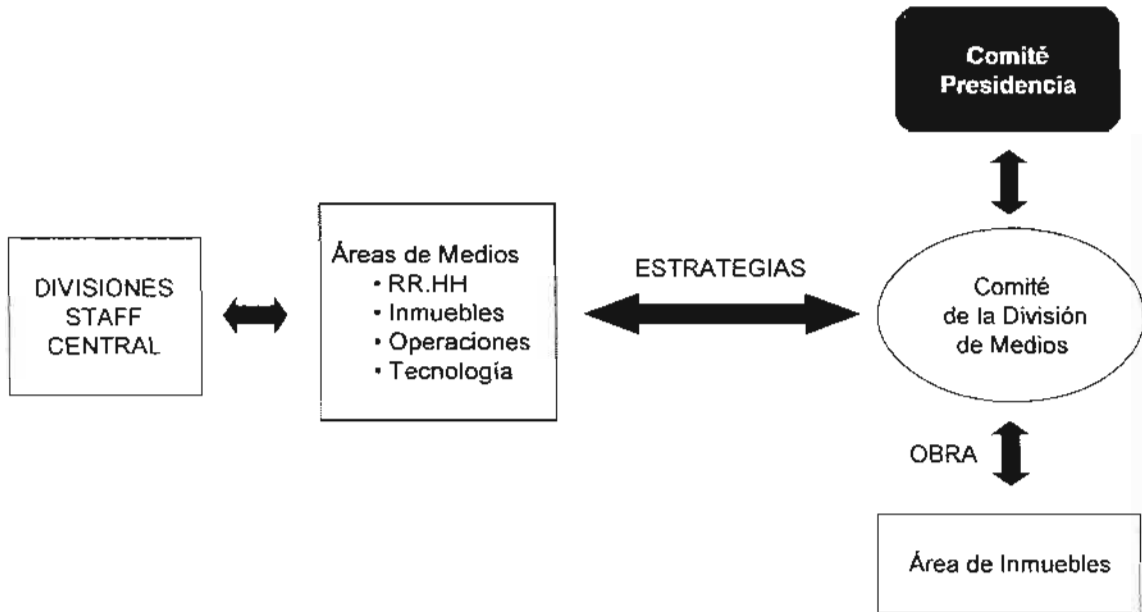 Comité
Presidencia
DIVISIONES
STAFF
CENTRAL
Áreas de Medios
• RR.HH
• Inmuebles
• Operaciones
• Tecnología
ESTRATEGIAS
Comité
de la División
de Medios
OBRA
Área de Inmuebles